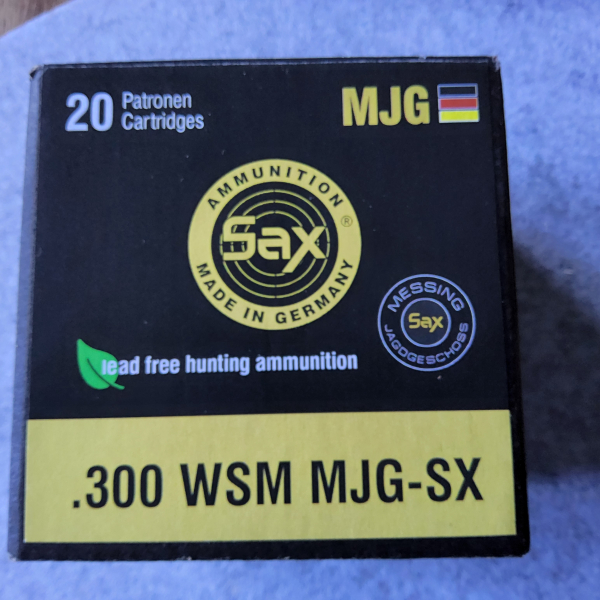 20 Patronen
Cartridges
MJG
AMMUNITION
Sax ®
MADE IN GERMANY
MESSING
Sax
JAGDGESCHOSS
lead free hunting ammunition
.300 WSM MJG-SX